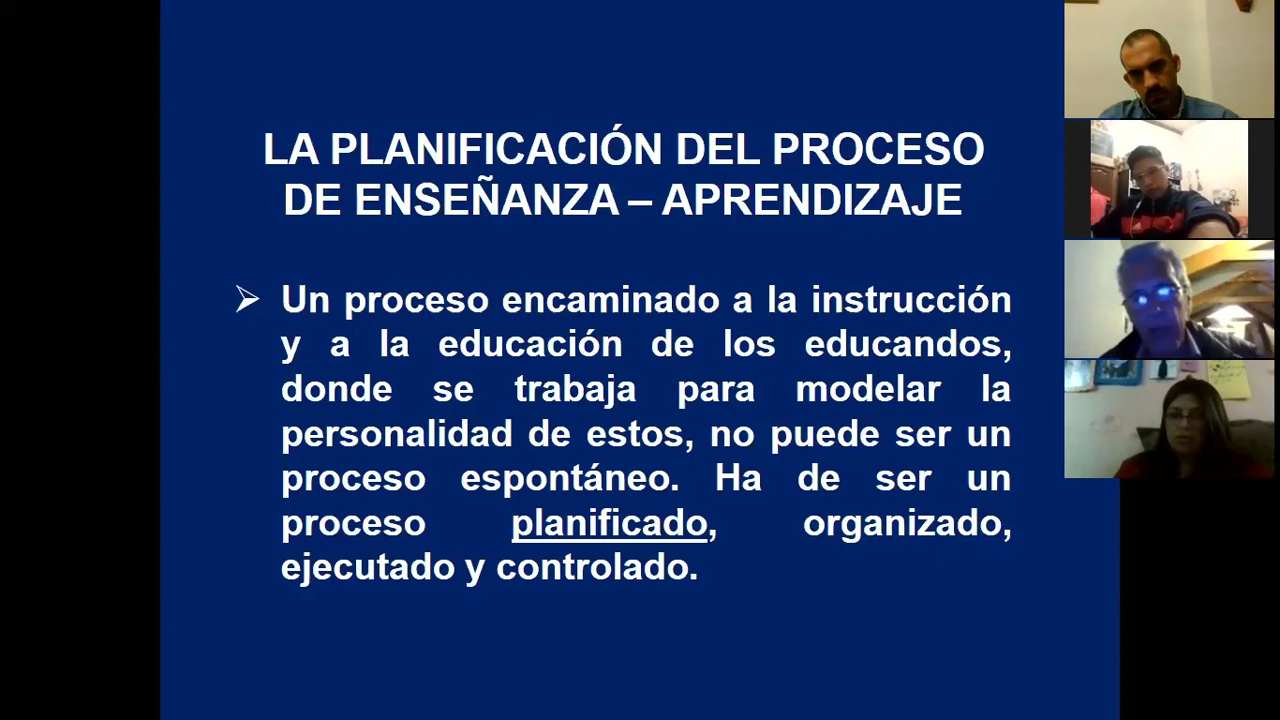 LA PLANIFICACIÓN DEL PROCESO
DE ENSEÑANZA – APRENDIZAJE
Un proceso encaminado a la instrucción
y a la educación de los educandos,
donde se trabaja para modelar la
personalidad de estos, no puede ser un
proceso espontáneo. Ha de ser un
proceso planificado, organizado,
ejecutado y controlado.